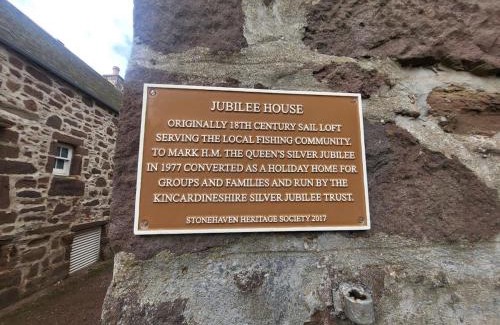 JUBILEE HOUSE
ORIGINALLY 18TH CENTURY SAIL LOFT
SERVING THE LOCAL FISHING COMMUNITY.
TO MARK H.M. THE QUEEN'S SILVER JUBILEE
IN 1977 CONVERTED AS A HOLIDAY HOME FOR
GROUPS AND FAMILIES AND RUN BY THE
KINCARDINESHIRE SILVER JUBILEE TRUST.
STONEHAVEN HERITAGE SOCIETY 2017